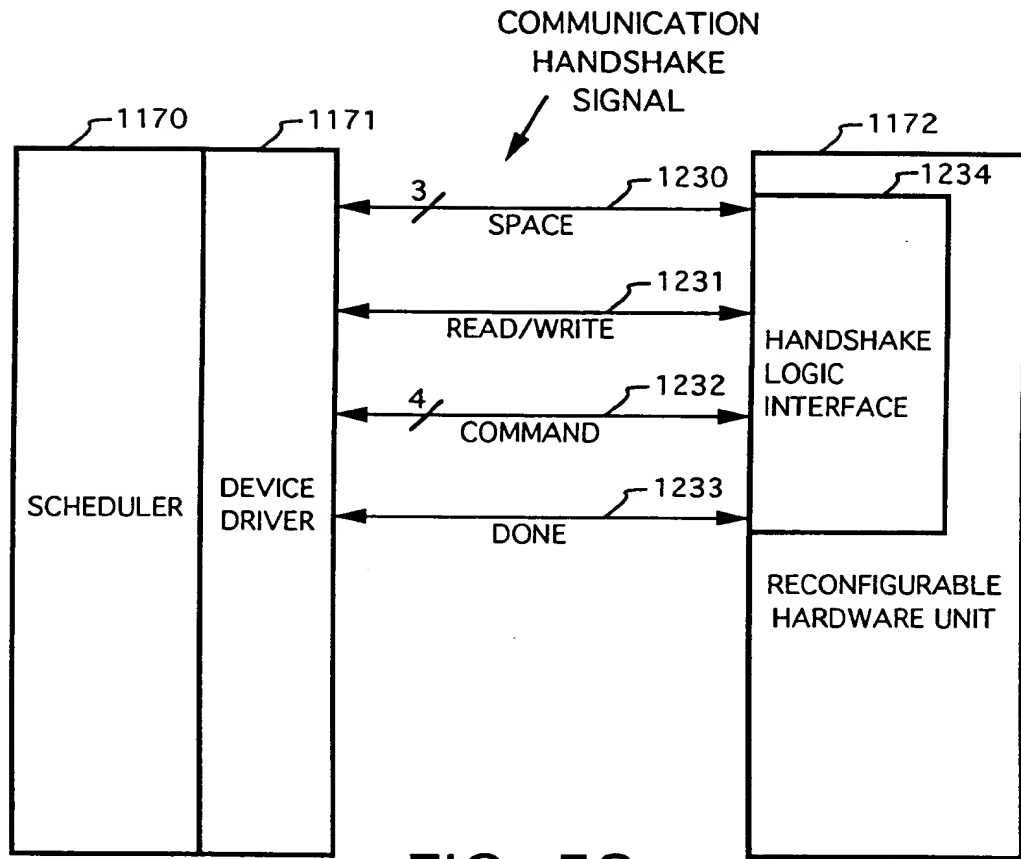 COMMUNICATION
HANDSHAKE
SIGNAL
1170
1171
1172
1234
3
1230
SPACE
1231
READ/WRITE
4
1232
COMMAND
1233
DONE
SCHEDULER
DEVICE
DRIVER
HANDSHAKE
LOGIC
INTERFACE
RECONFIGURABLE
HARDWARE UNIT
FIG.